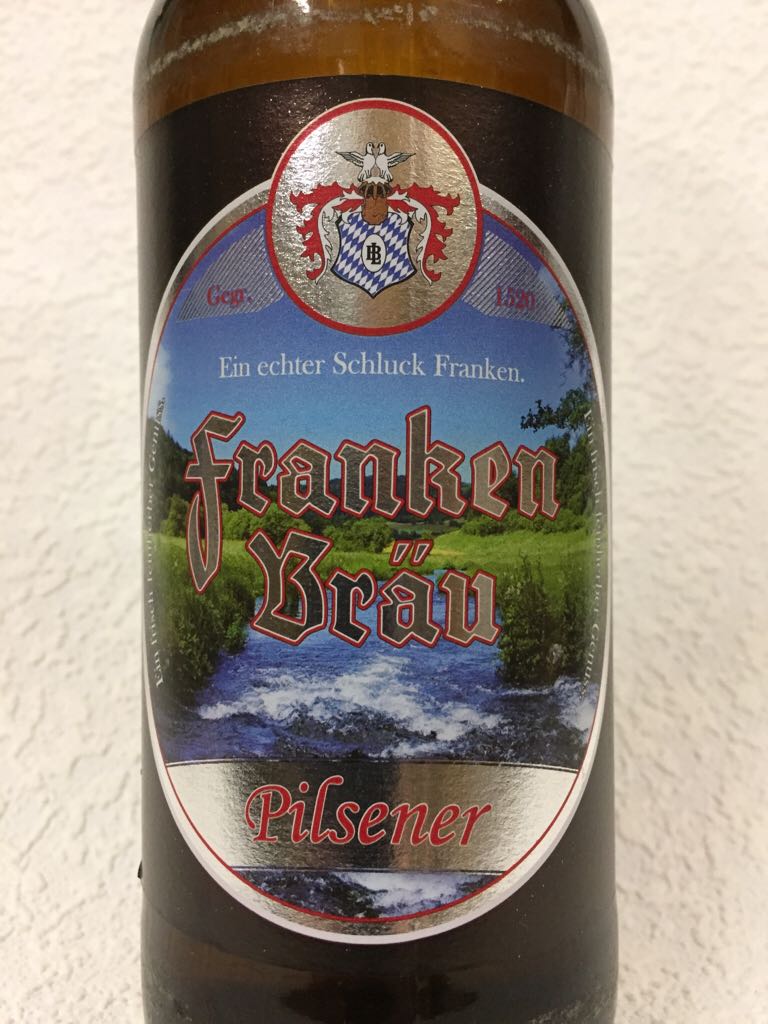 Gegr. 1520
Ein echter Schluck Franken.
Franken
Bräu
Pilsener